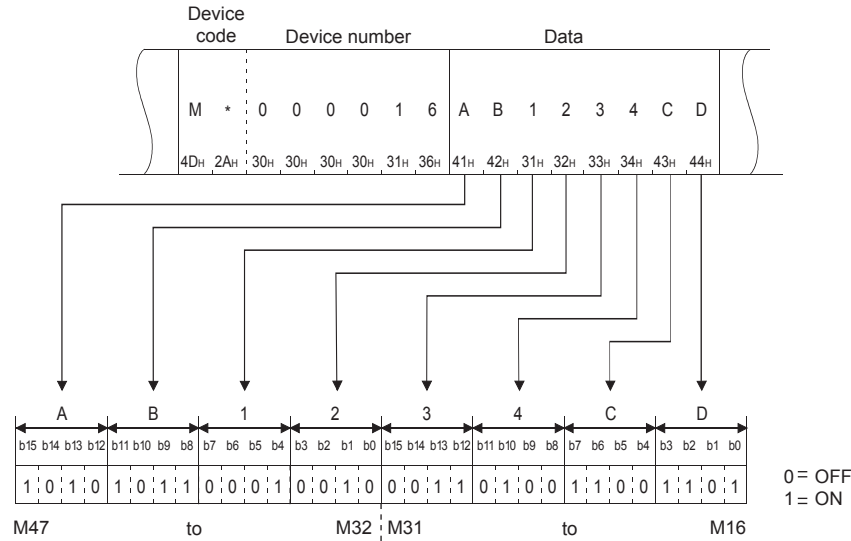 Device
code Device number Data
M * 0 0 0 0 1 6 A B 1 2 3 4 C D
4DH 2AH 30H 30H 30H 30H 31H 36H 41H 42H 31H 32H 33H 34H 43H 44H
A B 1 2 3 4 C D
b15 b14 b13 b12 b11 b10 b9 b8 b7 b6 b5 b4 b3 b2 b1 b0 b15 b14 b13 b12 b11 b10 b9 b8 b7 b6 b5 b4 b3 b2 b1 b0
1 0 1 0 1 0 1 1 0 0 0 1 0 0 1 0 0 0 1 1 0 1 0 0 1 1 0 0 1 1 0 1
0 = OFF
1 = ON
M47 to M32 M31 to M16